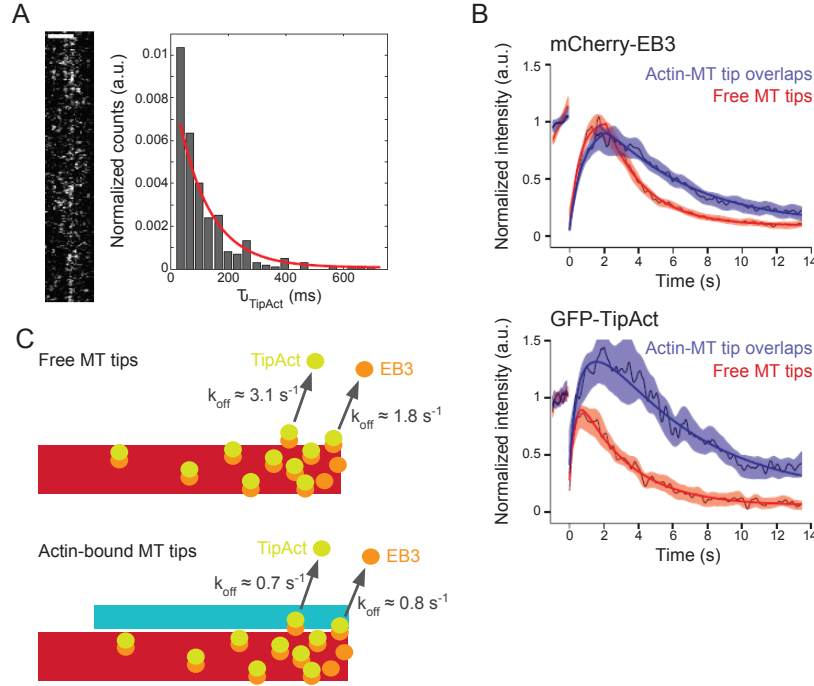 A
Normalized counts (a.u.)
0.01
0.008
0.006
0.004
0.002
0
0 200 400 600
τTipAct (ms)
B
mCherry-EB3
Actin-MT tip overlaps
Free MT tips
Normalized intensity (a.u.)
1.5
1
0.5
0
0 2 4 6 8 10 12 14
Time (s)
GFP-TipAct
Actin-MT tip overlaps
Free MT tips
Normalized intensity (a.u.)
1.5
1.0
0.5
0
0 2 4 6 8 10 12 14
Time (s)
C
Free MT tips
TipAct
EB3
koff ≈ 3.1 s-1
koff ≈ 1.8 s-1
Actin-bound MT tips
TipAct
EB3
koff ≈ 0.7 s-1
koff ≈ 0.8 s-1